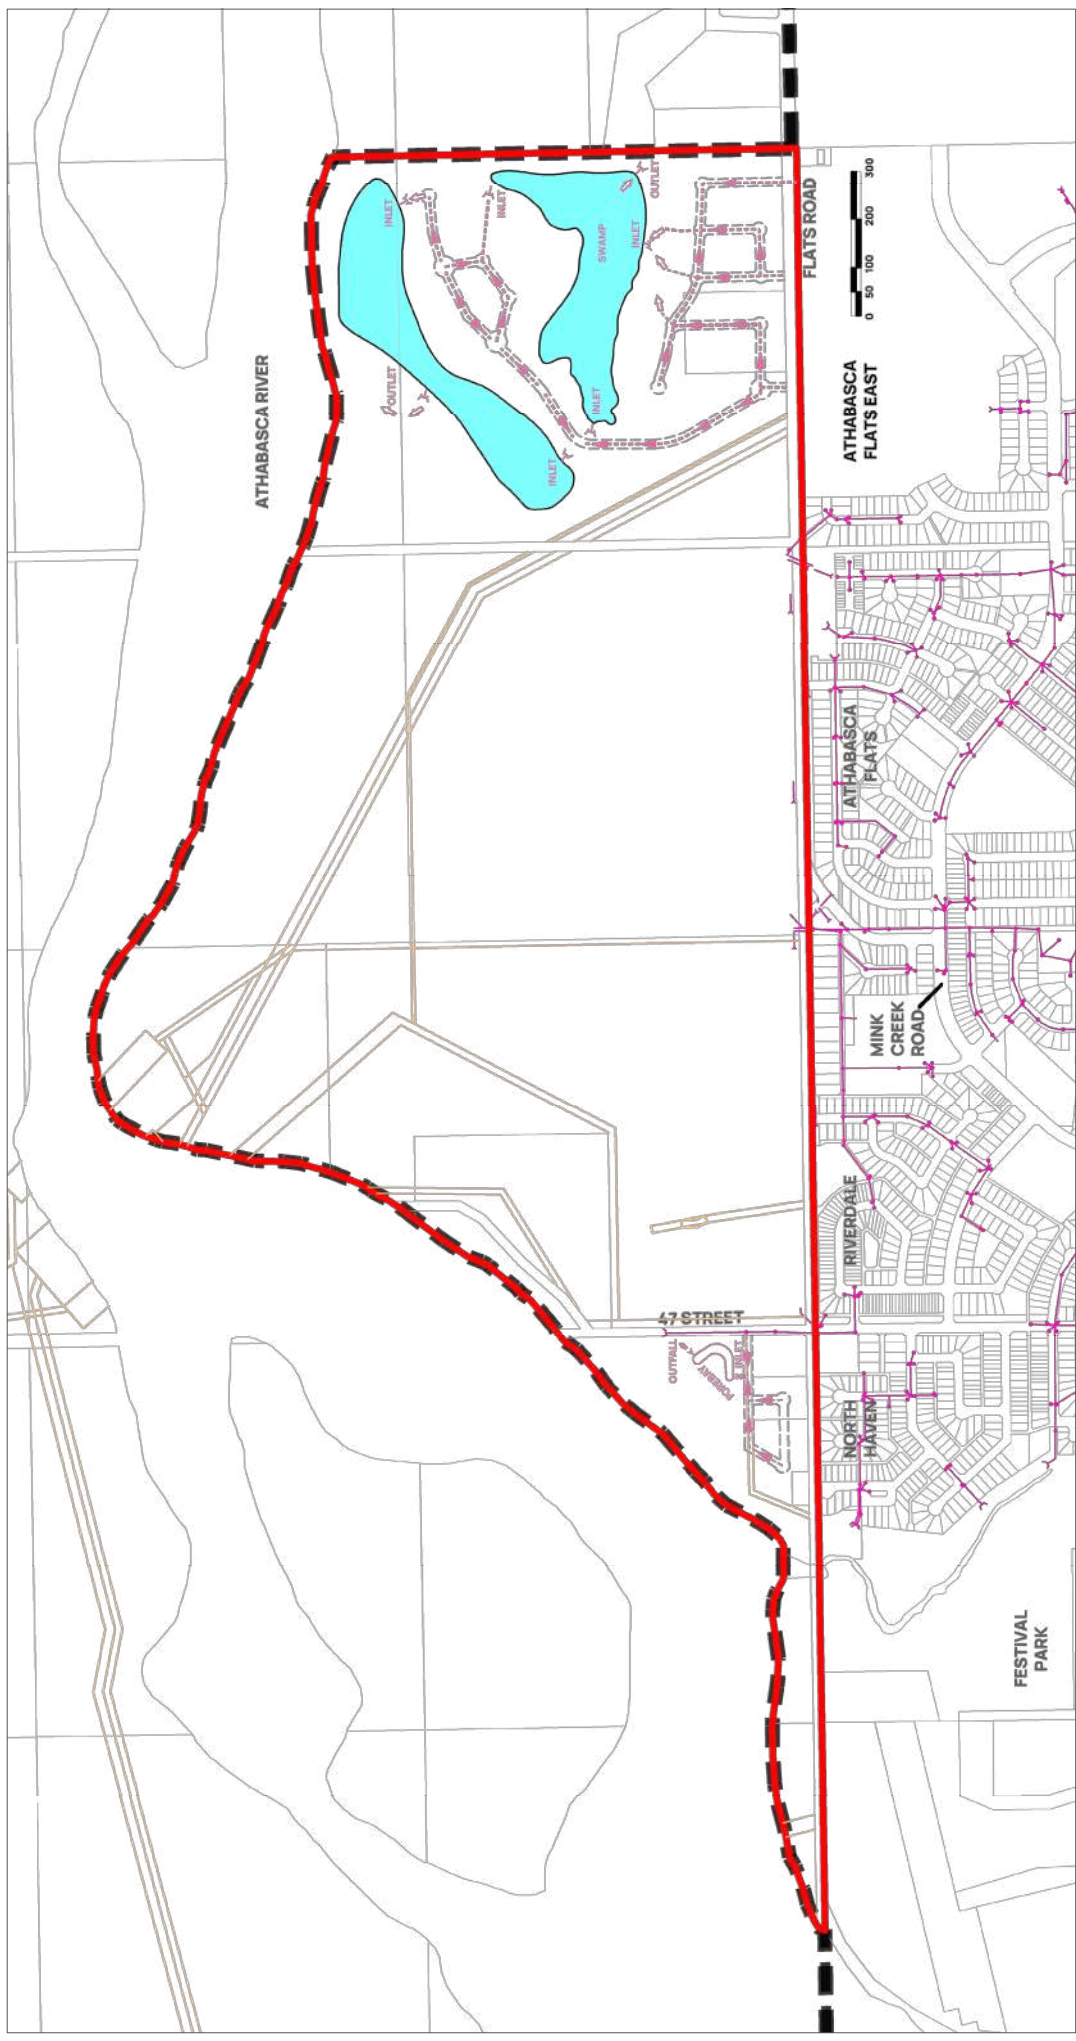 INLET
INLET
OUTLET
SWAMP
INLET
FLATS ROAD
0 50 100 200 300
OUTLET
INLET
INLET
ATHABASCA RIVER
ATHABASCA
FLATS EAST
ATHABASCA
FLATS
MINK
CREEK
ROAD
RIVERDALE
47 STREET
OUTFALL
FOREBAY
INLET
NORTH
HAVEN
FESTIVAL
PARK